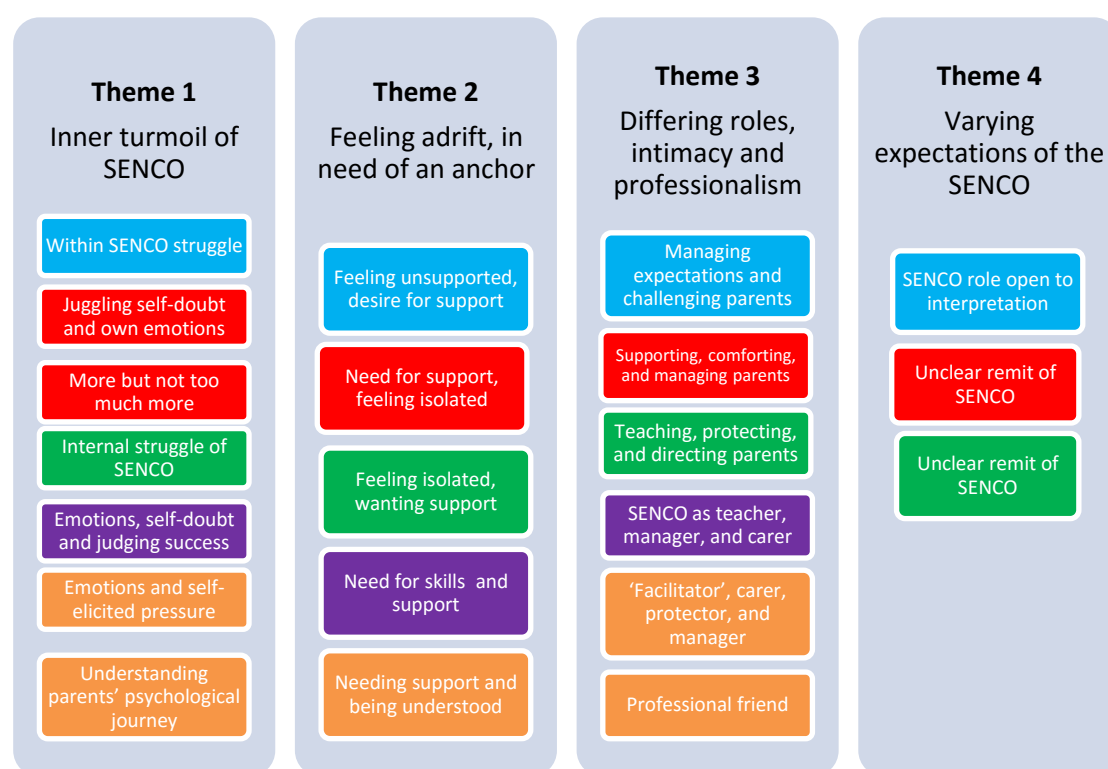 Theme 1
Inner turmoil of
SENCO
Within SENCO struggle
Juggling self-doubt
and own emotions
More but not too
much more
Internal struggle of
SENCO
Emotions, self-doubt
and judging success
Emotions and self-
elicited pressure
Understanding
parents’ psychological
journey
Theme 2
Feeling adrift, in
need of an anchor
Feeling unsupported,
desire for support
Need for support,
feeling isolated
Feeling isolated,
wanting support
Need for skills and
support
Needing support and
being understood
Theme 3
Differing roles,
intimacy and
professionalism
Managing
expectations and
challenging parents
Supporting, comforting,
and managing parents
Teaching, protecting,
and directing parents
SENCO as teacher,
manager, and carer
‘Facilitator’, carer,
protector, and
manager
Professional friend
Theme 4
Varying
expectations of the
SENCO
SENCO role open to
interpretation
Unclear remit of
SENCO
Unclear remit of
SENCO